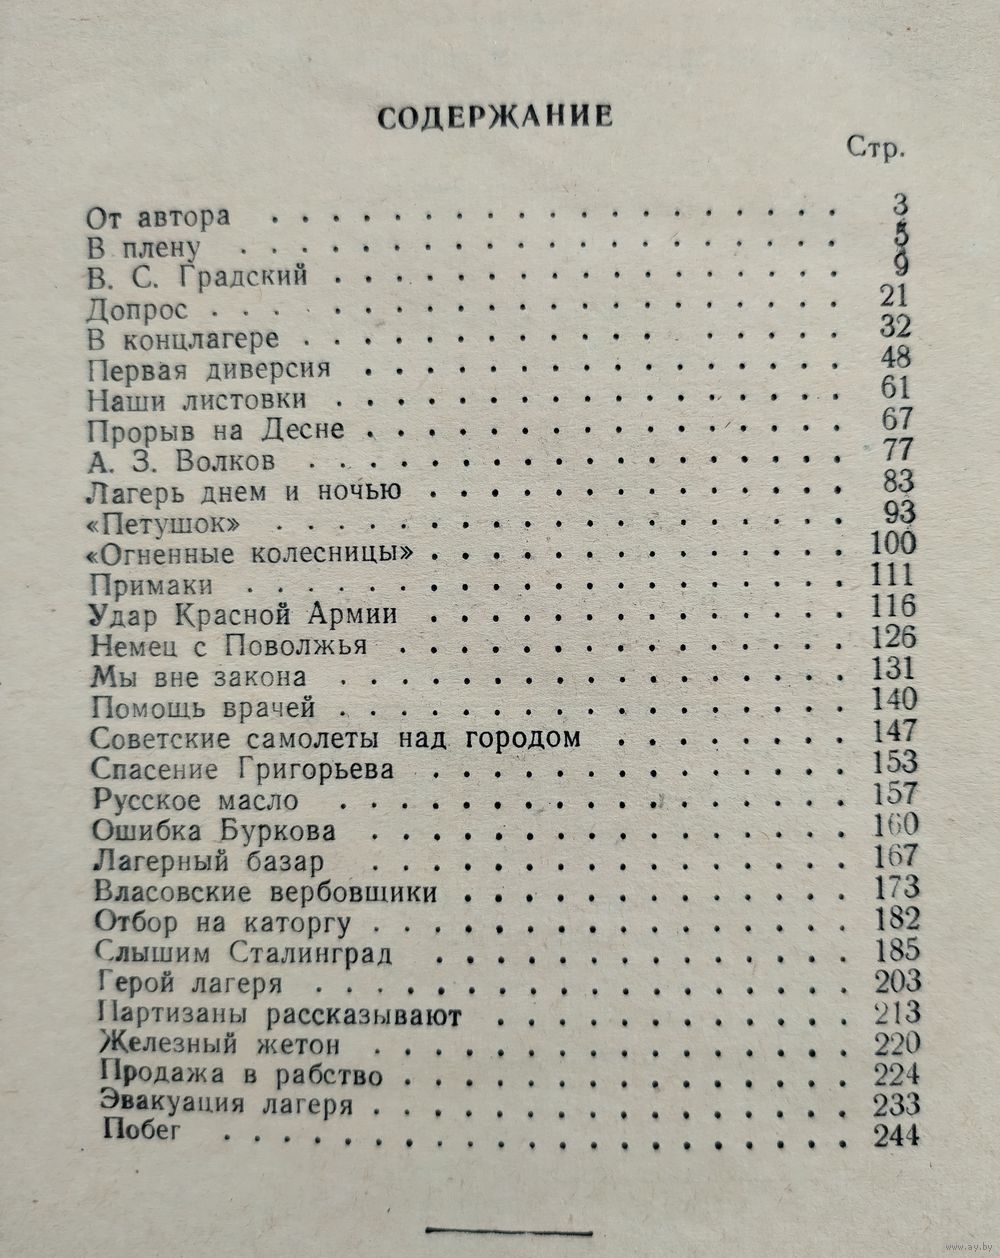 СОДЕРЖАНИЕ
Стр.
От автора . . . . . . . . . . . . . . . . . . . 3
В плену . . . . . . . . . . . . . . . . . . . . 5
В. С. Градский . . . . . . . . . . . . . . . . . 9
Допрос . . . . . . . . . . . . . . . . . . . . 21
В концлагере . . . . . . . . . . . . . . . . . . 32
Первая диверсия . . . . . . . . . . . . . . . . 48
Наши листовки . . . . . . . . . . . . . . . . . 61
Прорыв на Десне . . . . . . . . . . . . . . . . 67
А. З. Волков . . . . . . . . . . . . . . . . . . 77
Лагерь днем и ночью . . . . . . . . . . . . . . 83
«Петушок» . . . . . . . . . . . . . . . . . . . 93
«Огненные колесницы» . . . . . . . . . . . . . . 100
Примаки . . . . . . . . . . . . . . . . . . . . 111
Удар Красной Армии . . . . . . . . . . . . . . 116
Немец с Поволжья . . . . . . . . . . . . . . . 126
Мы вне закона . . . . . . . . . . . . . . . . . 131
Помощь врачей . . . . . . . . . . . . . . . . . 140
Советские самолеты над городом . . . . . . . . 147
Спасение Григорьева . . . . . . . . . . . . . . 153
Русское масло . . . . . . . . . . . . . . . . . 157
Ошибка Буркова . . . . . . . . . . . . . . . . 160
Лагерный базар . . . . . . . . . . . . . . . . 167
Власовские вербовщики . . . . . . . . . . . . . 173
Отбор на каторгу . . . . . . . . . . . . . . . . 182
Слышим Сталинград . . . . . . . . . . . . . . 185
Герой лагеря . . . . . . . . . . . . . . . . . . 203
Партизаны рассказывают . . . . . . . . . . . . 213
Железный жетон . . . . . . . . . . . . . . . . 220
Продажа в рабство . . . . . . . . . . . . . . . 224
Эвакуация лагеря . . . . . . . . . . . . . . . . 233
Побег . . . . . . . . . . . . . . . . . . . . . 244
www.ay.by